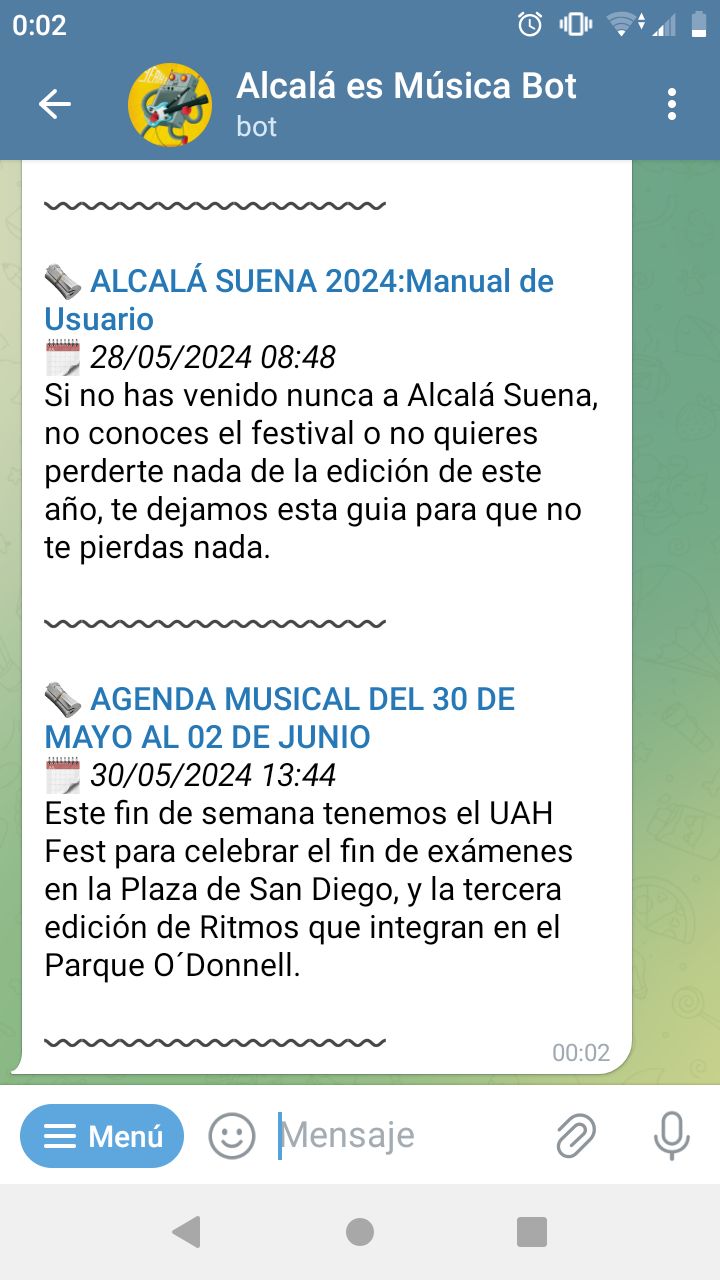 0:02
Alcalá es Música Bot
bot
ALCALÁ SUENA 2024:Manual de
Usuario
28/05/2024 08:48
Si no has venido nunca a Alcalá Suena,
no conoces el festival o no quieres
perderte nada de la edición de este
año, te dejamos esta guia para que no
te pierdas nada.
AGENDA MUSICAL DEL 30 DE
MAYO AL 02 DE JUNIO
30/05/2024 13:44
Este fin de semana tenemos el UAH
Fest para celebrar el fin de exámenes
en la Plaza de San Diego, y la tercera
edición de Ritmos que integran en el
Parque O´Donnell.
00:02
Menú
Mensaje